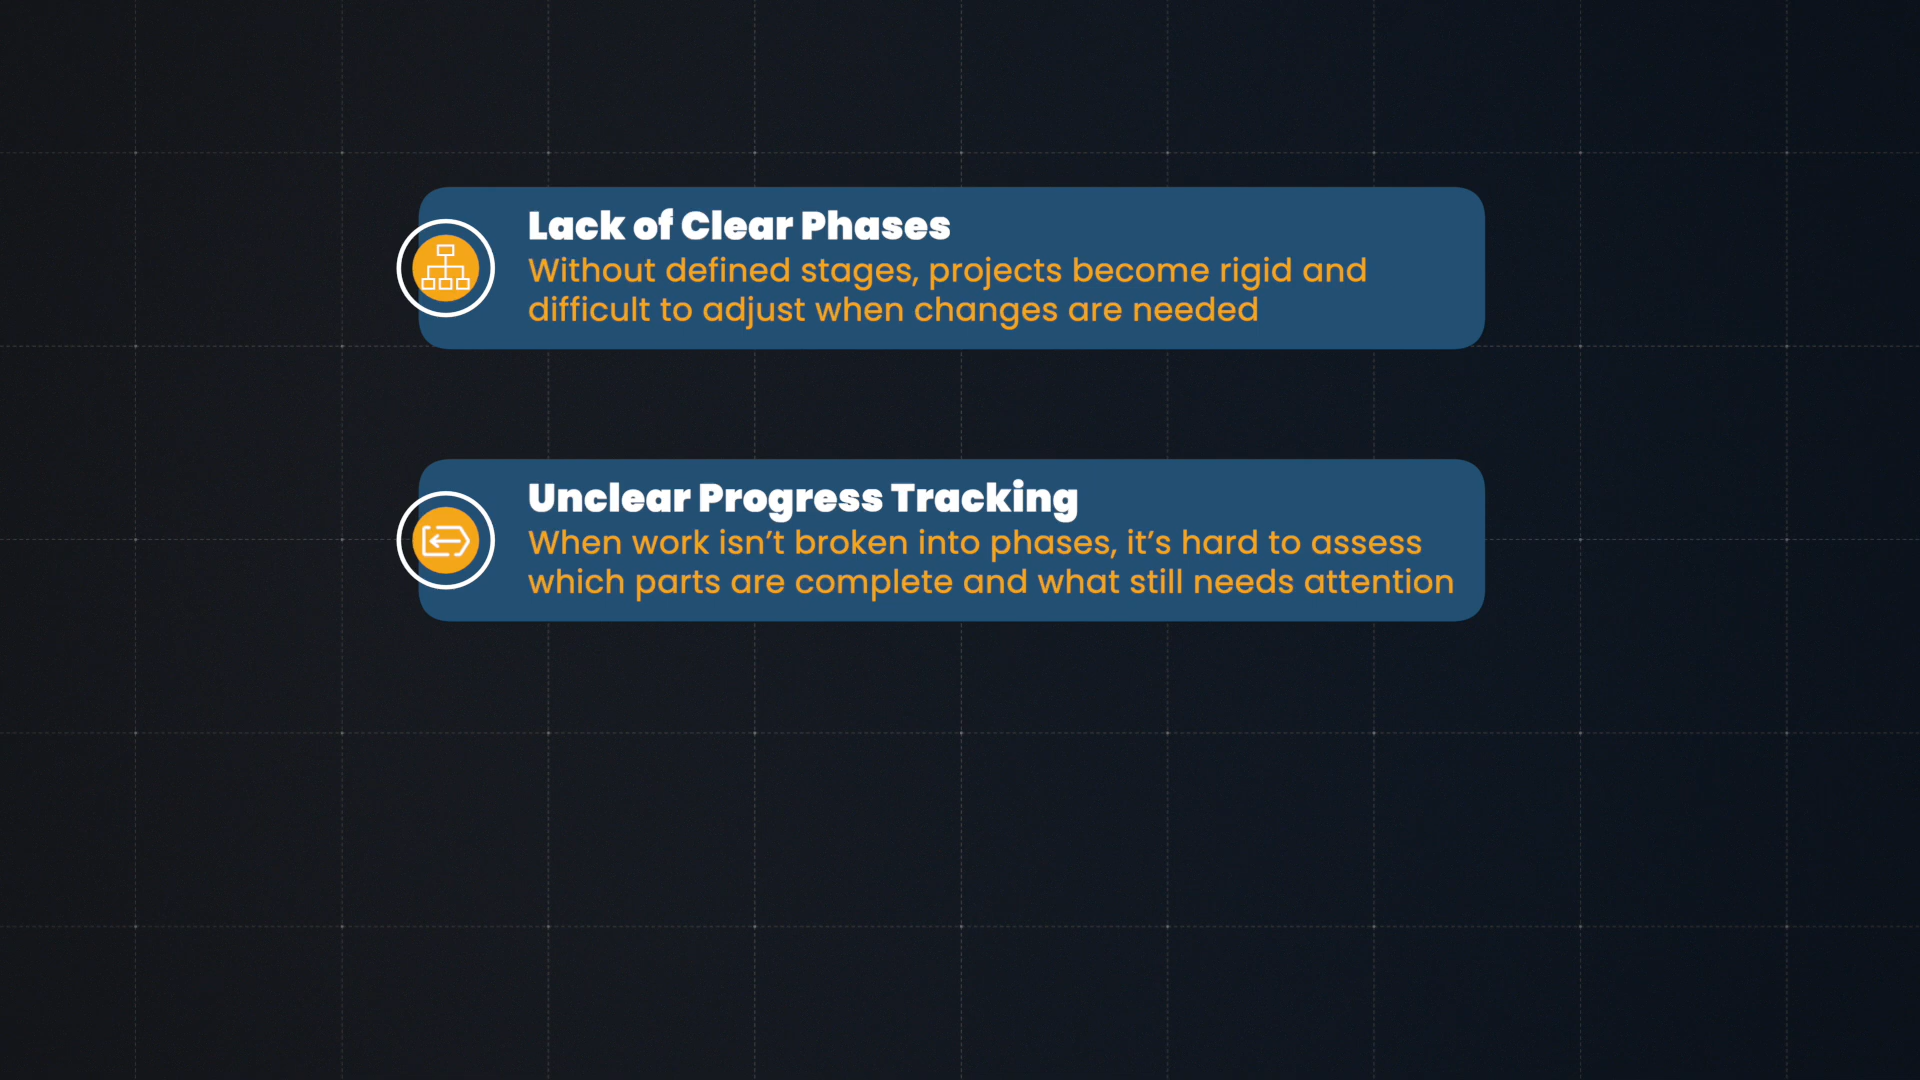 Lack of Clear Phases
Without defined stages, projects become rigid and
difficult to adjust when changes are needed
Unclear Progress Tracking
When work isn’t broken into phases, it’s hard to assess
which parts are complete and what still needs attention